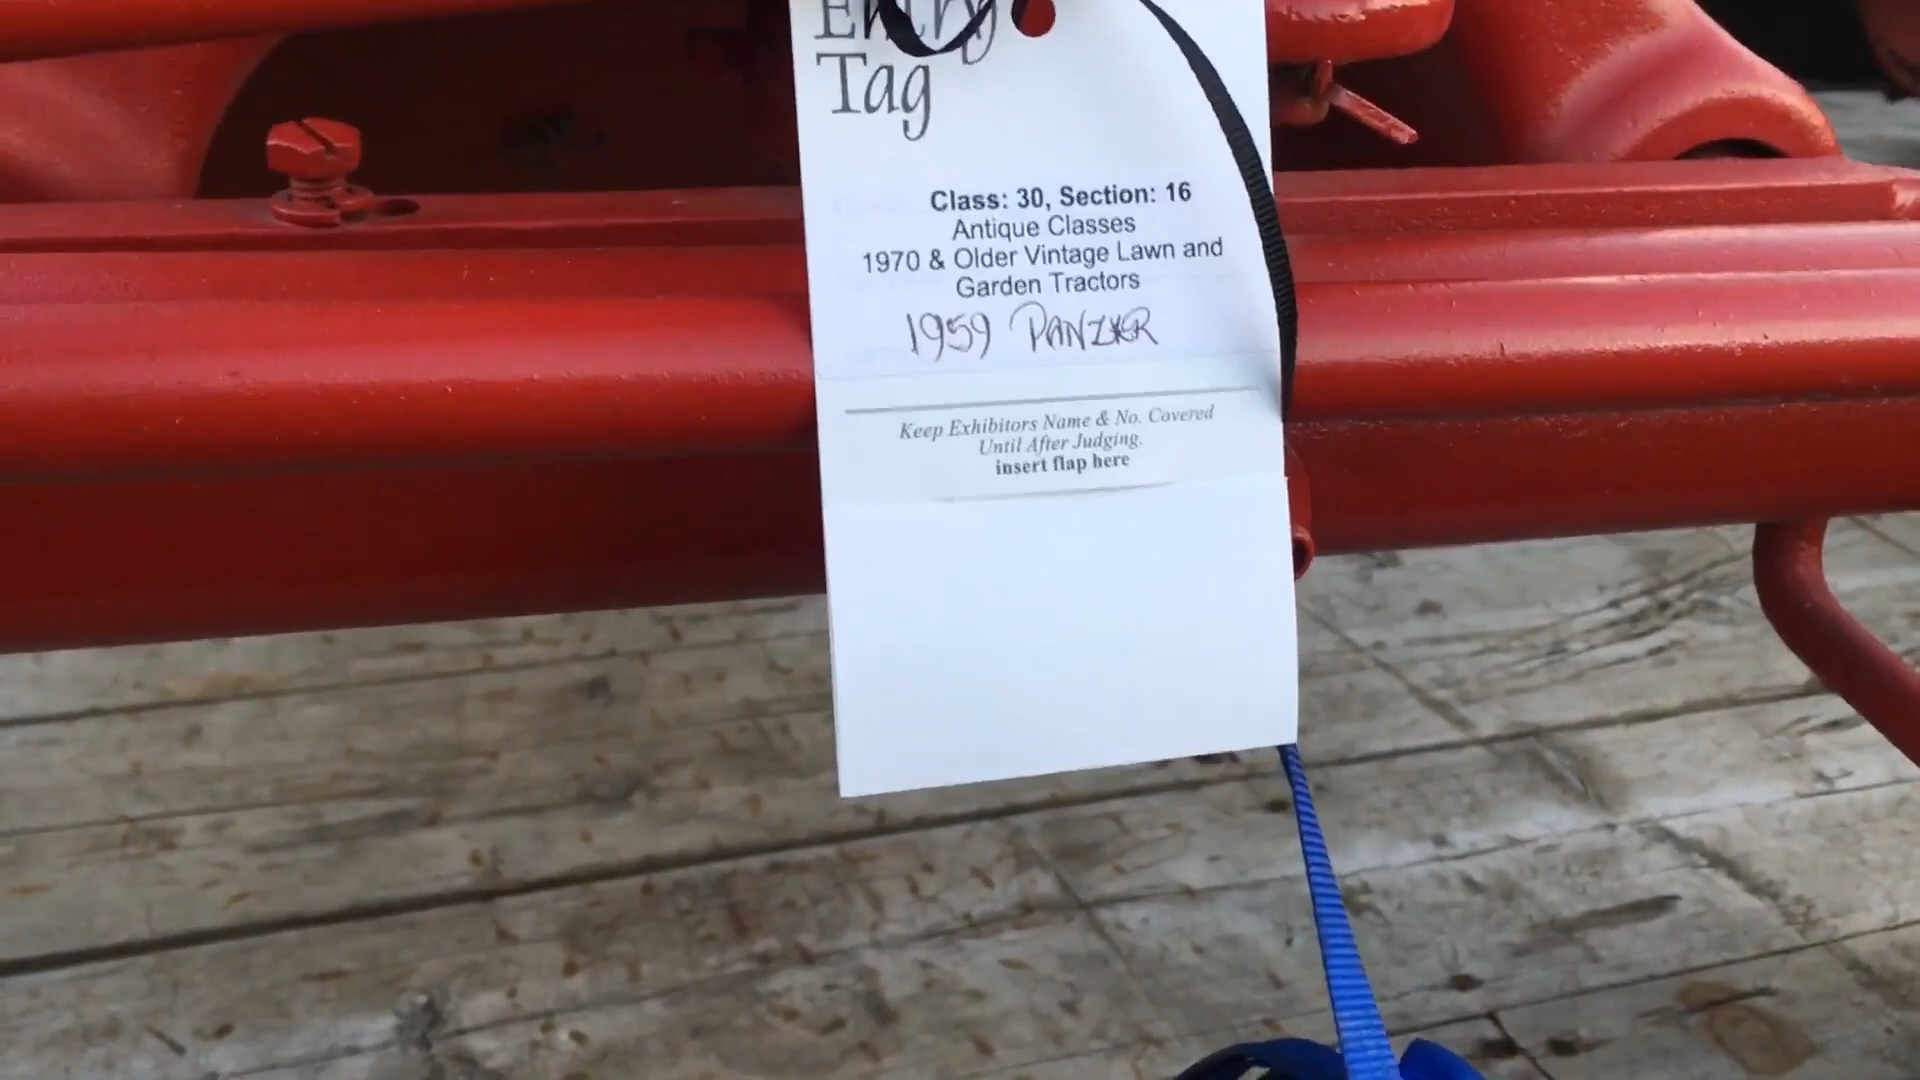 Entry
Tag
Class: 30, Section: 16
Antique Classes
1970 & Older Vintage Lawn and
Garden Tractors
1959 PANZER
Keep Exhibitors Name & No. Covered
Until After Judging.
insert flap here